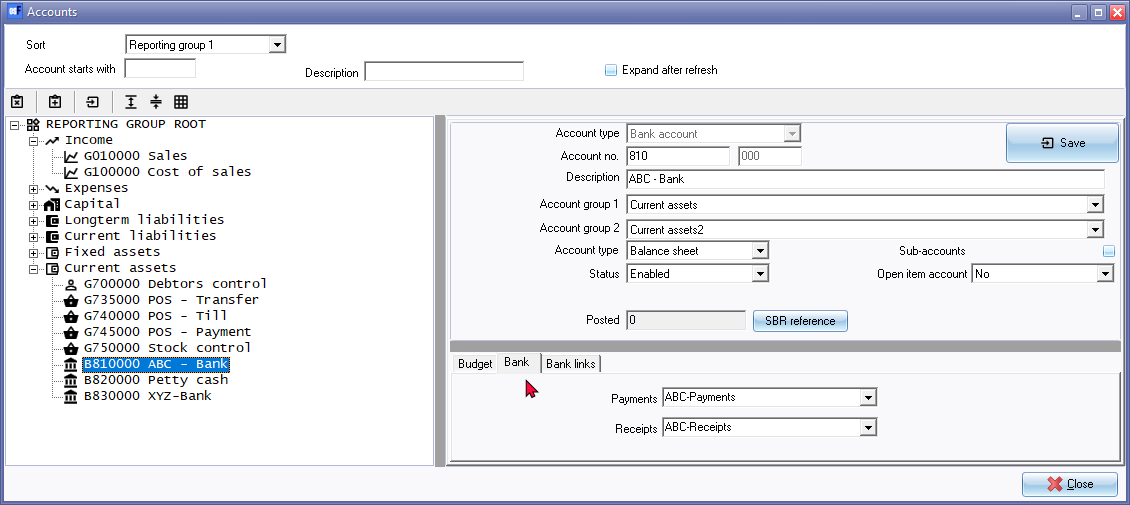 Accounts
Sort
Reporting group 1
Account starts with
Description
Expand after refresh
REPORTING GROUP ROOT
Income
G010000 Sales
G100000 Cost of sales
Expenses
Capital
Longterm liabilities
Current liabilities
Fixed assets
Current assets
G700000 Debtors control
G735000 POS - Transfer
G740000 POS - Till
G745000 POS - Payment
G750000 Stock control
B810000 ABC - Bank
B820000 Petty cash
B830000 XYZ-Bank
Account type Bank account
Save
Account no. 810 000
Description ABC - Bank
Account group 1 Current assets
Account group 2 Current assets2
Account type Balance sheet Sub-accounts
Status Enabled Open item account No
Posted 0 SBR reference
Budget Bank Bank links
Payments ABC-Payments
Receipts ABC-Receipts
Close